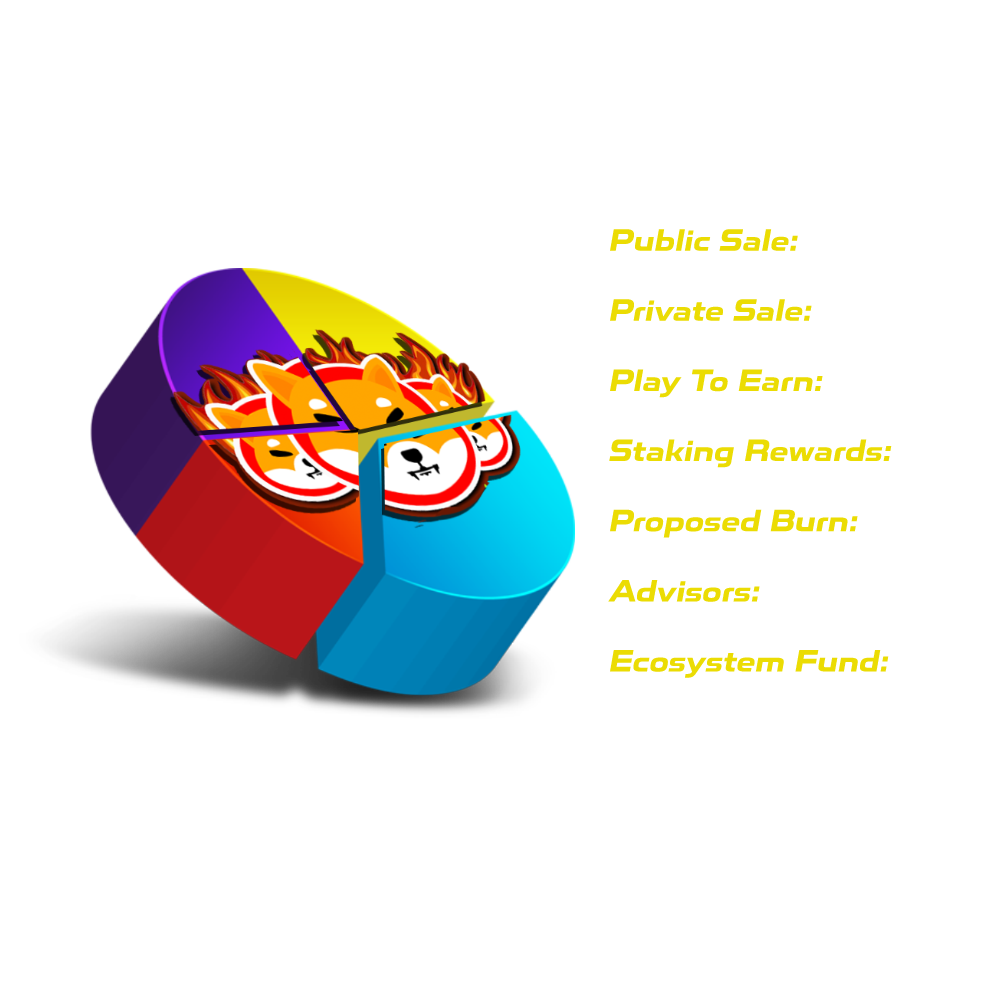 Public Sale:
Private Sale:
Play To Earn:
Staking Rewards:
Proposed Burn:
Advisors:
Ecosystem Fund: